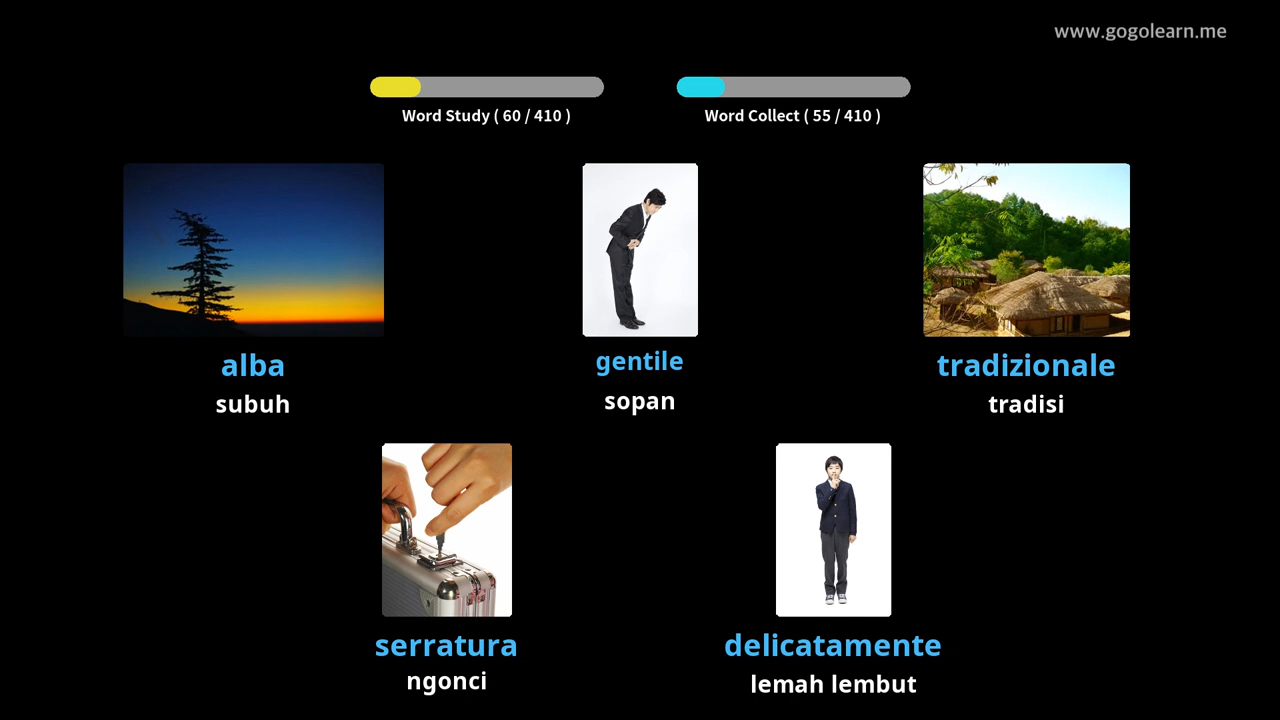 www.gogolearn.me
Word Study ( 60 / 410 )
Word Collect ( 55 / 410 )
alba
subuh
gentile
sopan
tradizionale
tradisi
serratura
ngonci
delicatamente
lemah lembut